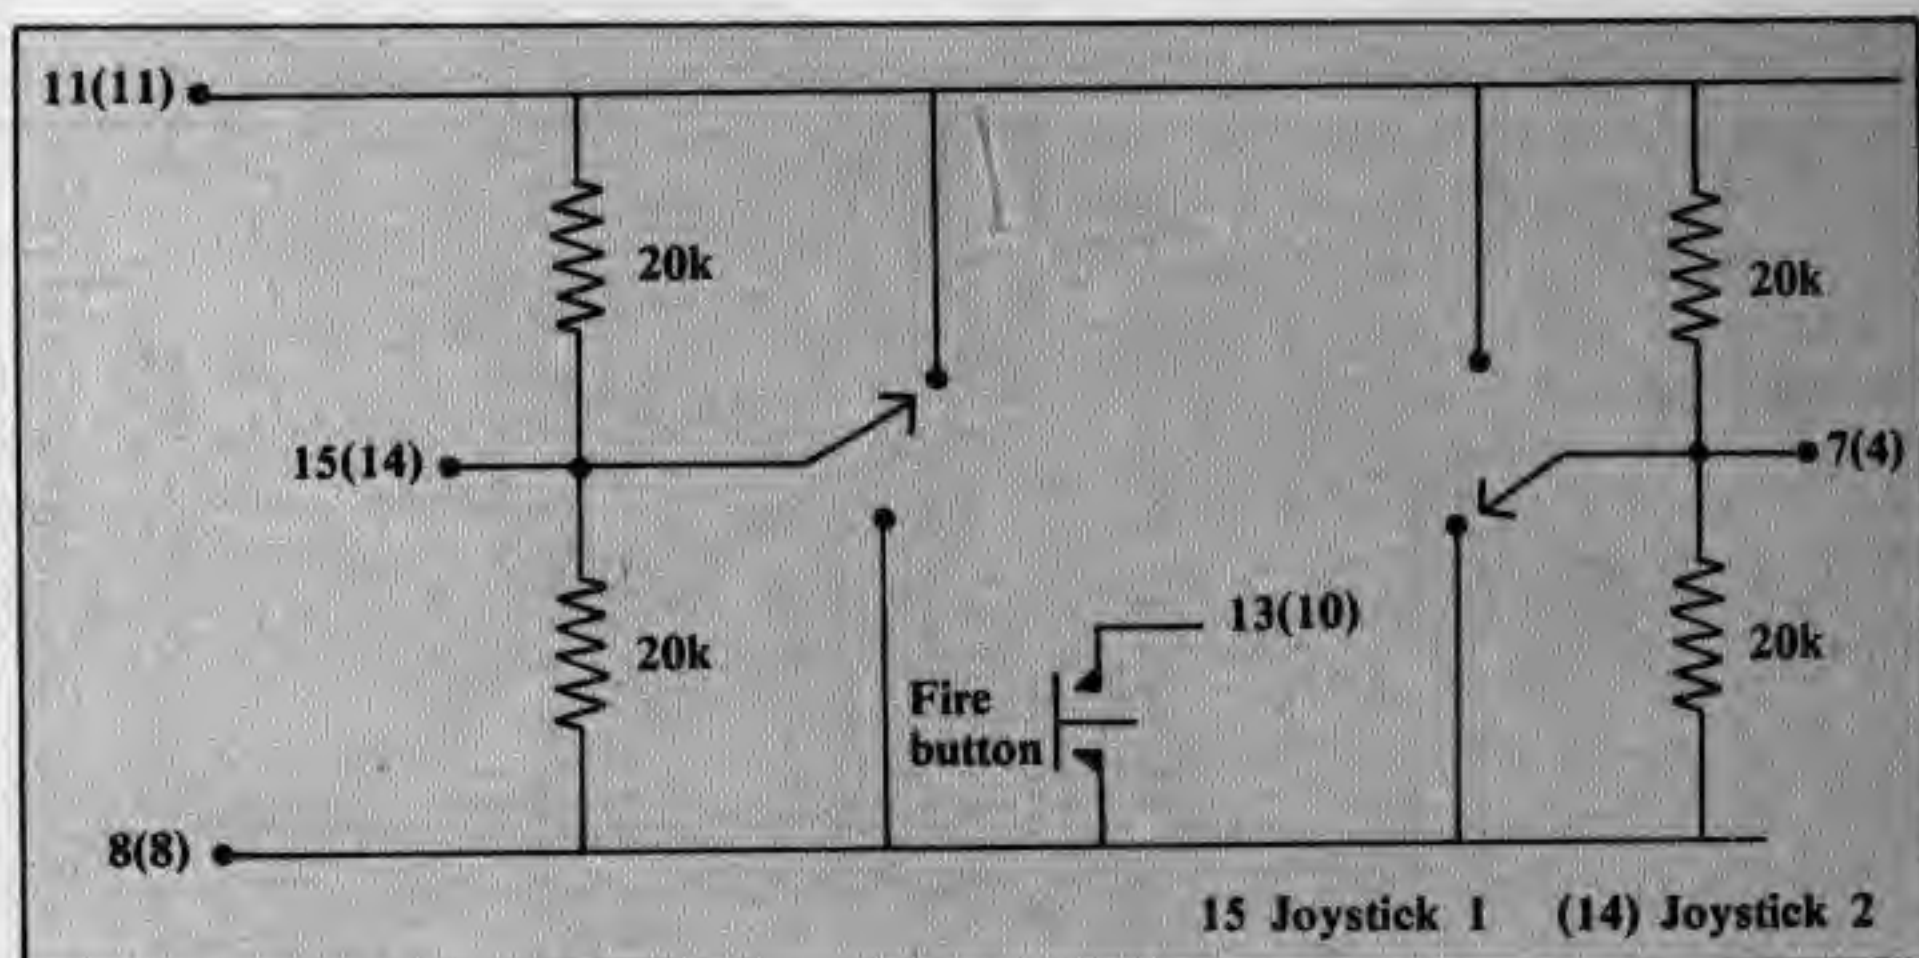 11(11)
20k
20k
15(14)
7(4)
13(10)
20k
20k
Fire
button
8(8)
15 Joystick 1 (14) Joystick 2